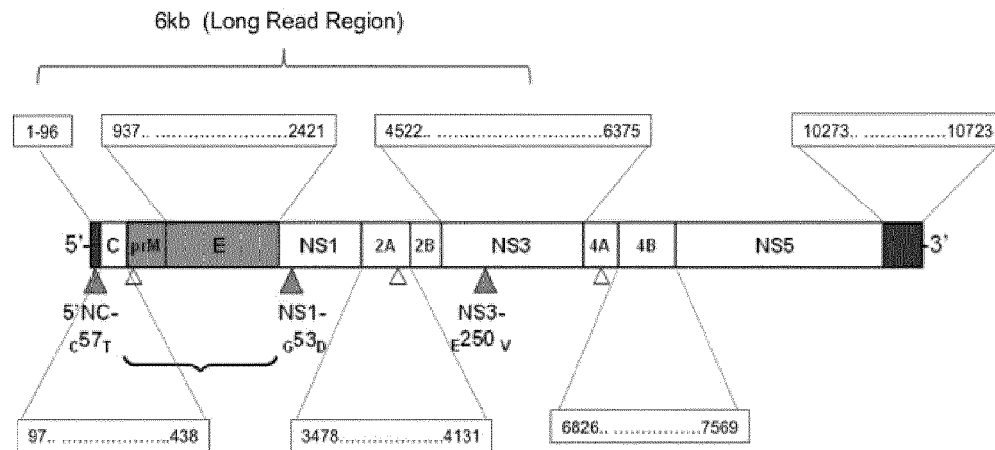 6kb (Long Read Region)
1-96
937.. ..................2421
4522.. ..................6375
10273.. ..................10723
5'- C prM E NS1 2A 2B NS3 4A 4B NS5 -3'
5'NC- NS1- NS3-
C57T G53D E250 V
97.. ..................438
3478..................4131
6826.. ..................7569